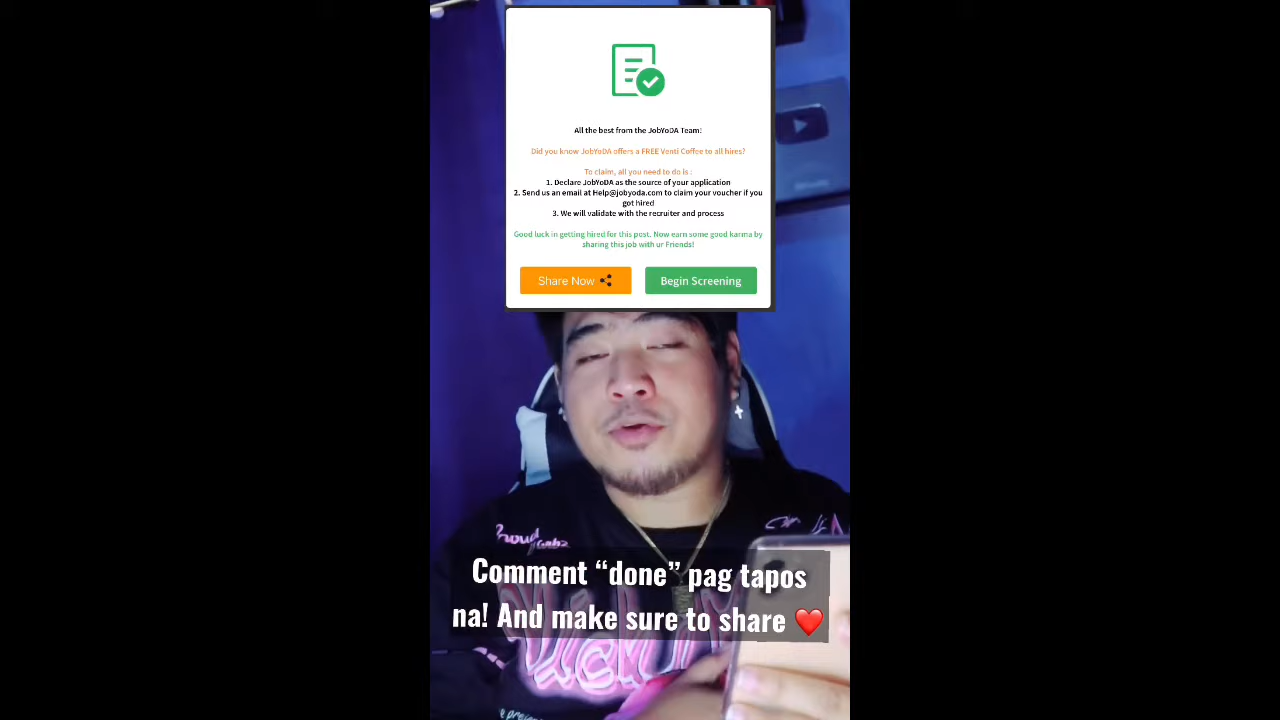 All the best from the JobYoDA Team!
Did you know JobYoDA offers a FREE Venti Coffee to all hires?
To claim, all you need to do is :
1. Declare JobYoDA as the source of your application
2. Send us an email at Help@jobyoda.com to claim your voucher if you
got hired
3. We will validate with the recruiter and process
Good luck in getting hired for this post. Now earn some good karma by
sharing this job with ur Friends!
Share Now
Begin Screening
Comment “done” pag tapos
na! And make sure to share ❤️